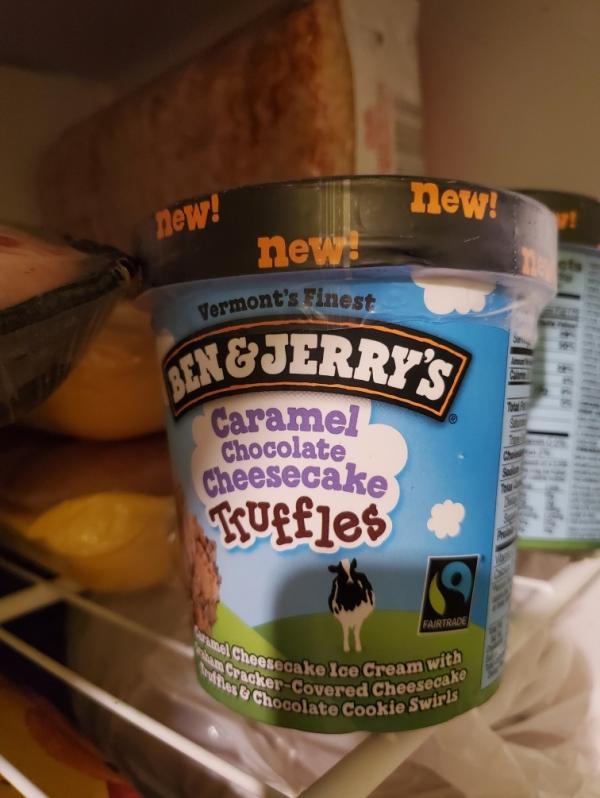 new! new! new! new!
Vermont's Finest
BEN & JERRY'S®
Caramel
Chocolate
Cheesecake
Truffles
FAIRTRADE
Caramel Cheesecake Ice Cream with
Graham Cracker-Covered Cheesecake
Truffles & Chocolate Cookie Swirls